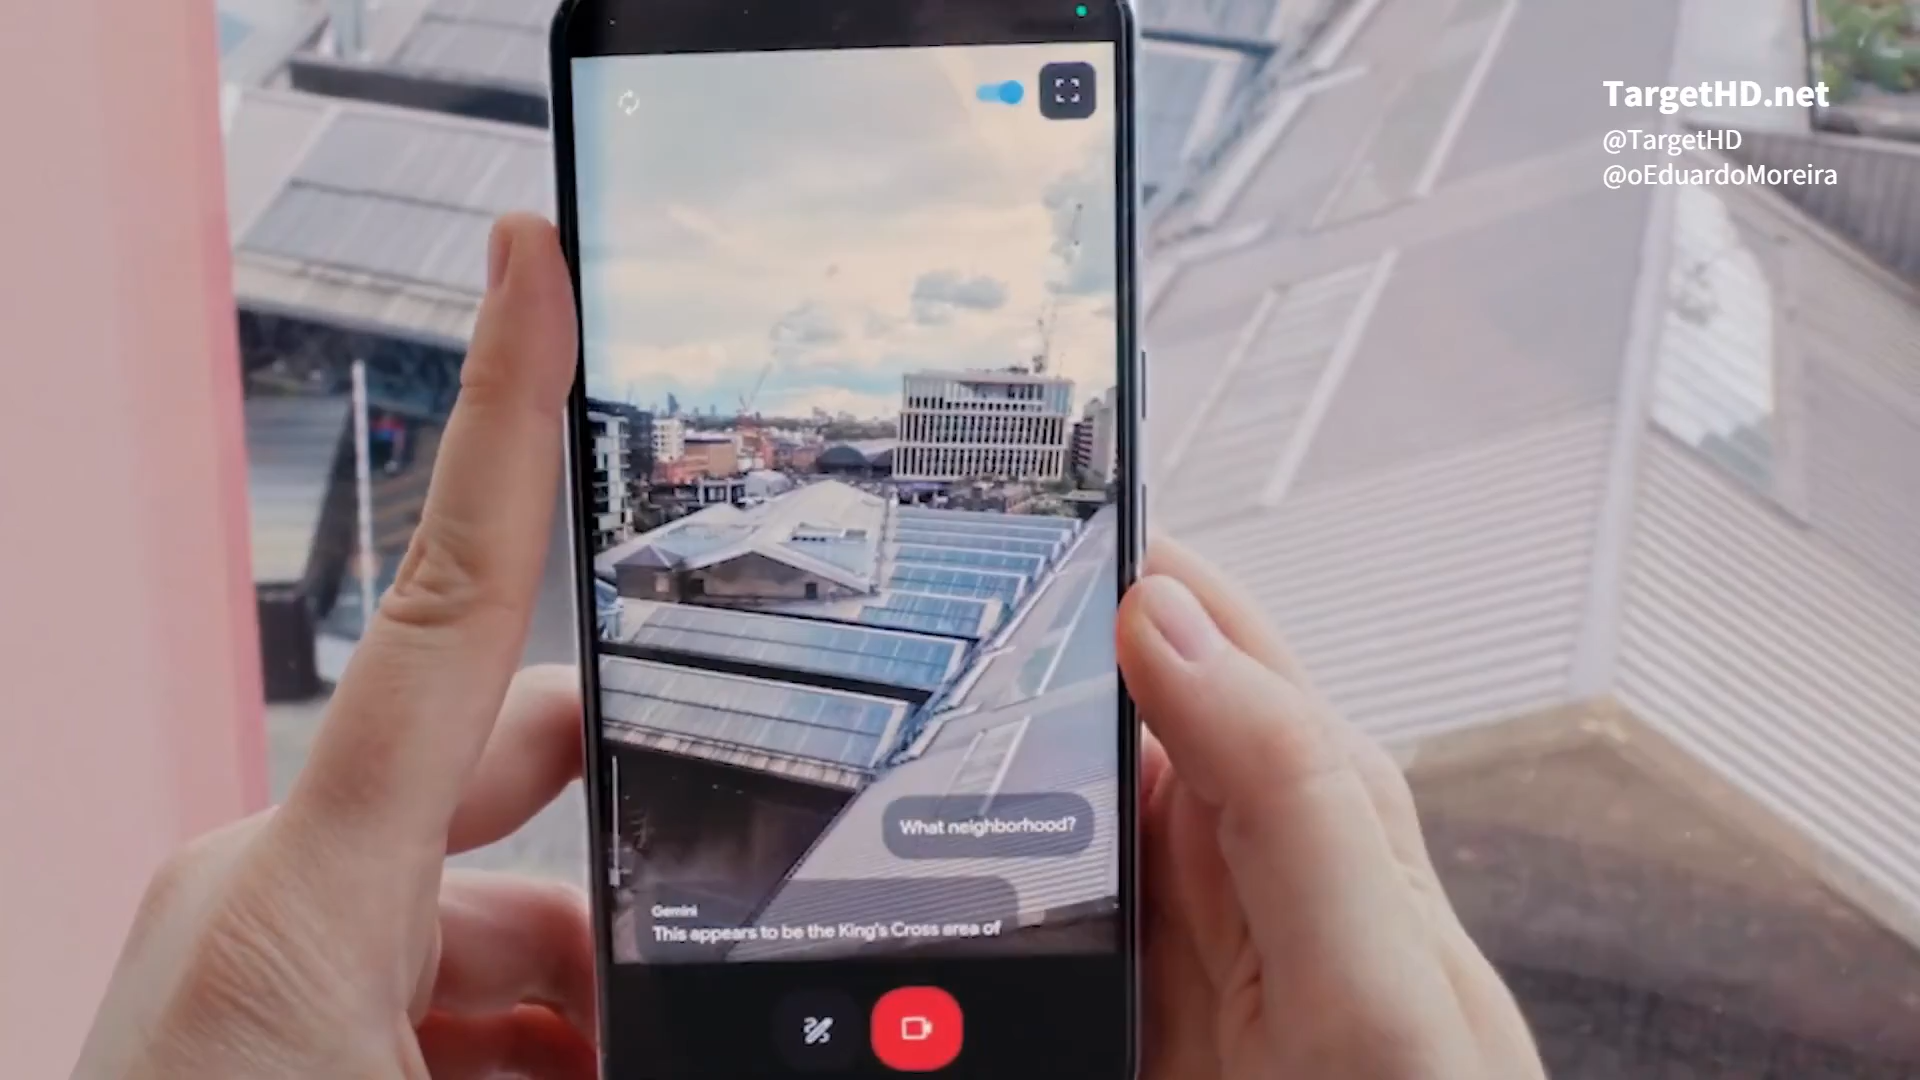 TargetHD.net
@TargetHD
@oEduardoMoreira
What neighborhood?
Gemini
This appears to be the King's Cross area of